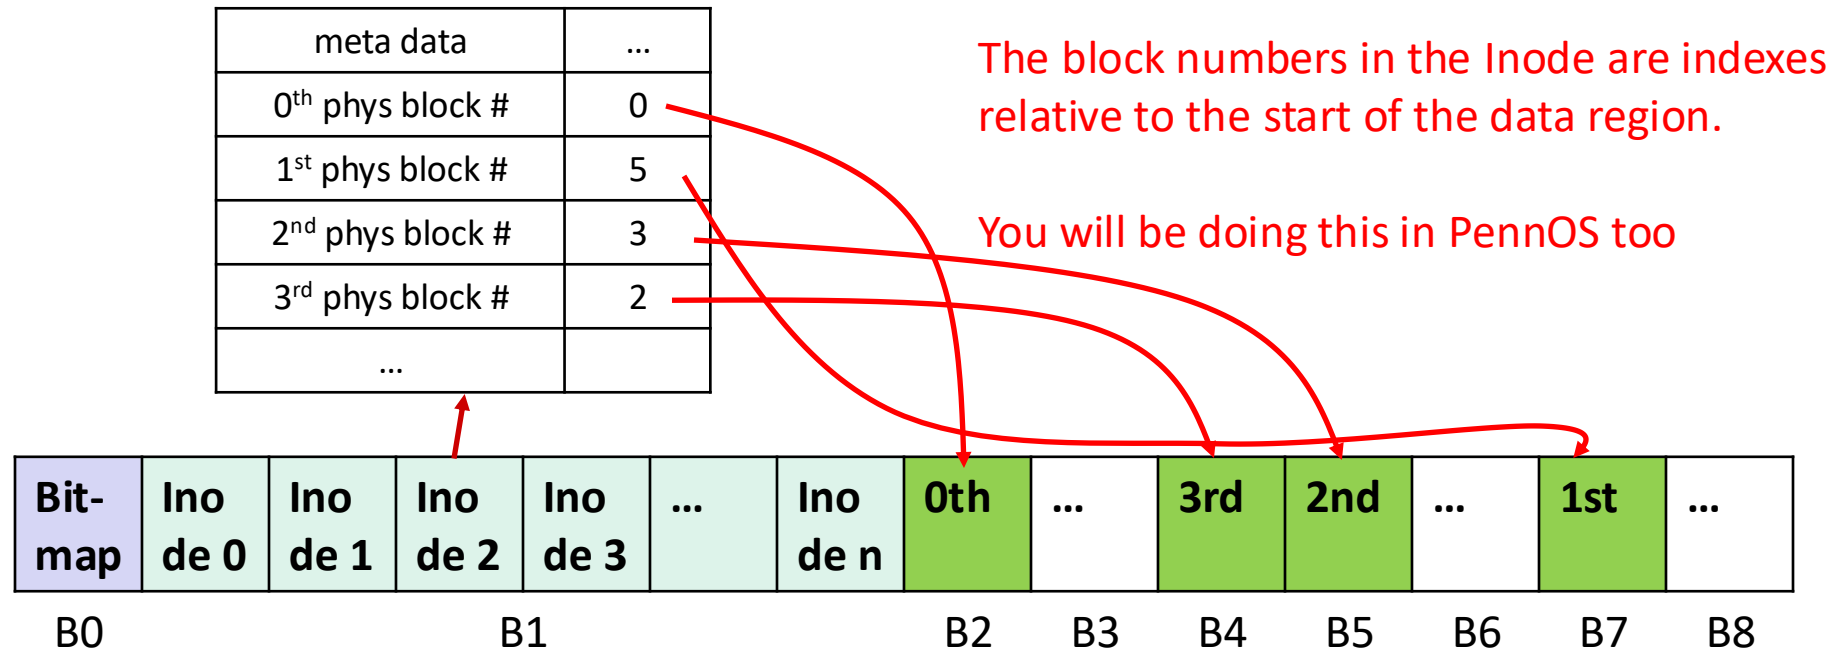 meta data ...
0th phys block # 0
1st phys block # 5
2nd phys block # 3
3rd phys block # 2
...
The block numbers in the Inode are indexes
relative to the start of the data region.
You will be doing this in PennOS too
Bit- Ino Ino Ino Ino ... Ino 0th ... 3rd 2nd ... 1st ...
map de 0 de 1 de 2 de 3 de n
B0 B1 B2 B3 B4 B5 B6 B7 B8